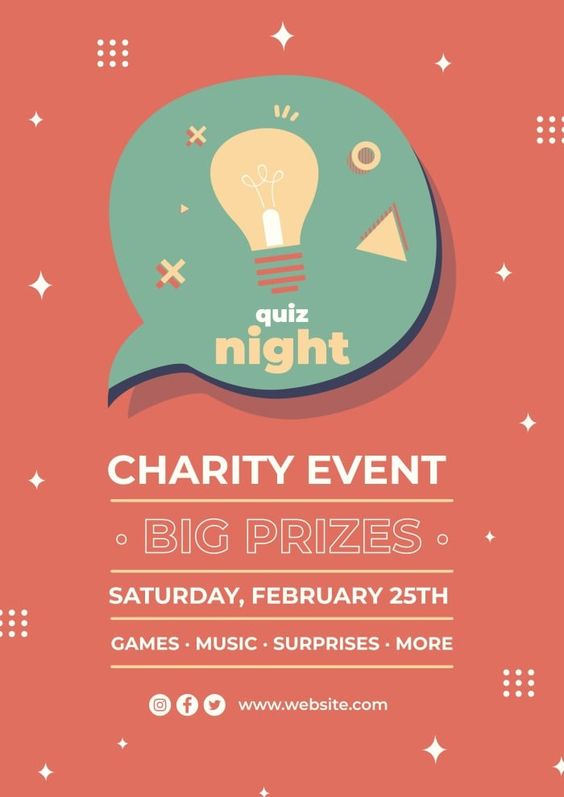 quiz
night
CHARITY EVENT
• BIG PRIZES •
SATURDAY, FEBRUARY 25TH
GAMES · MUSIC · SURPRISES · MORE
www.website.com